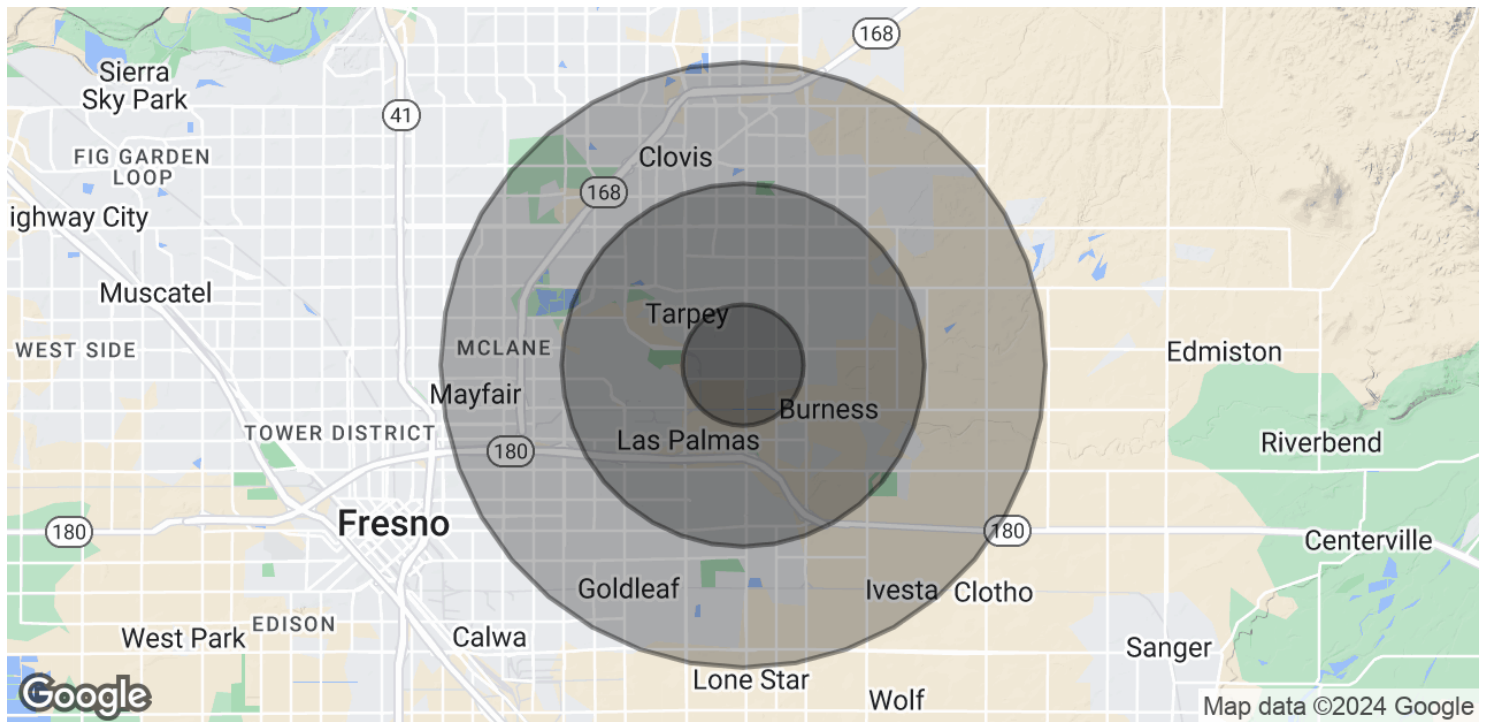 168
Sierra
Sky Park
41
FIG GARDEN
LOOP
Clovis
168
ighway City
Muscatel
Tarpey
WEST SIDE
MCLANE
Edmiston
Mayfair
Burness
TOWER DISTRICT
Las Palmas
Riverbend
180
Fresno
180
180
Centerville
Goldleaf
Ivesta
Clotho
EDISON
West Park
Calwa
Sanger
Lone Star
Wolf
Google
Map data ©2024 Google